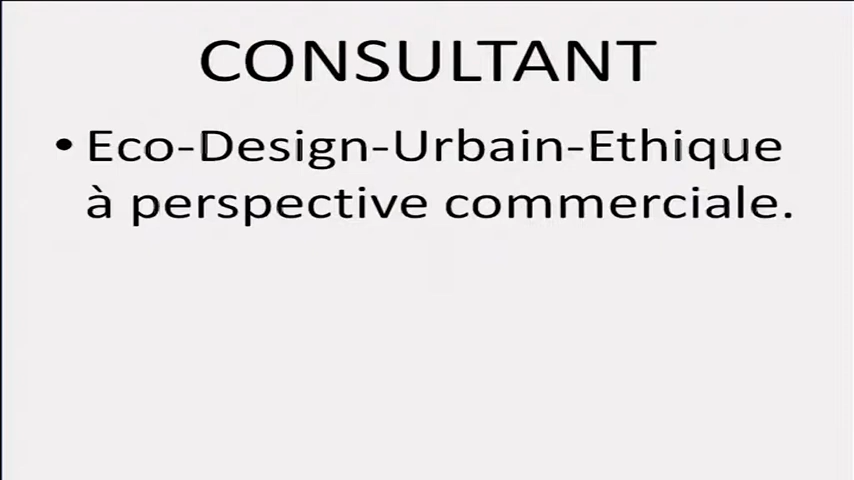 CONSULTANT
• Eco-Design-Urbain-Ethique
à perspective commerciale.